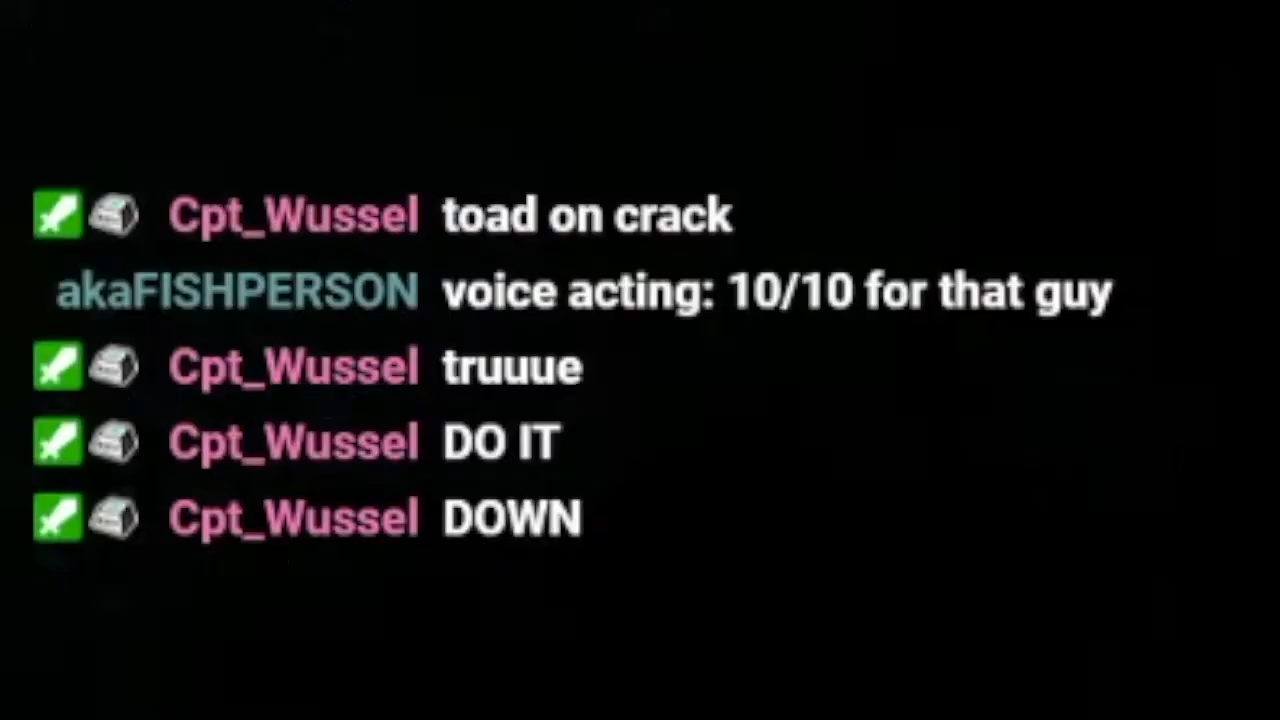 Cpt_Wussel toad on crack
akaFISHPERSON voice acting: 10/10 for that guy
Cpt_Wussel truuue
Cpt_Wussel DO IT
Cpt_Wussel DOWN